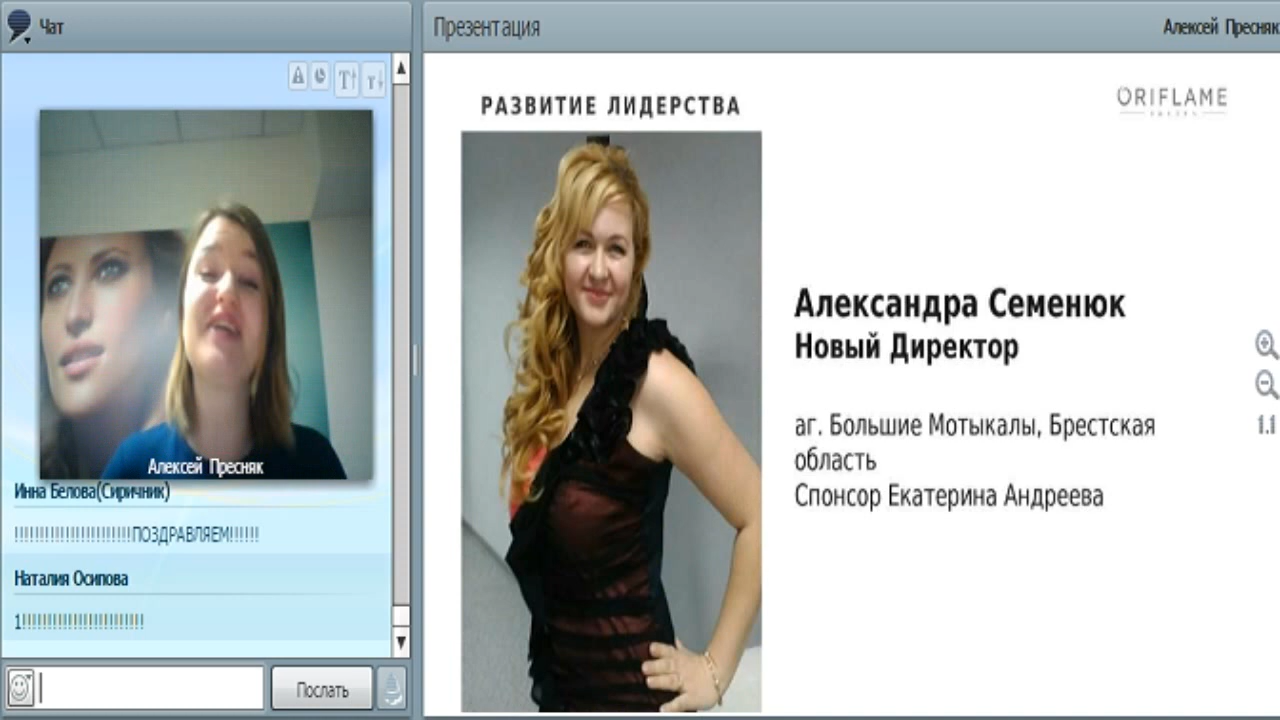 Чат
Алексей Пресняк
Инна Белова(Сиричник)
!!!!!!!!!!!!!!!!!!!!!!!ПОЗДРАВЛЯЕМ!!!!!!
Наталия Осипова
1!!!!!!!!!!!!!!!!!!!!!!!!
Послать
Презентация
Алексей Пресняк
РАЗВИТИЕ ЛИДЕРСТВА
ORIFLAME
Александра Семенюк
Новый Директор
аг. Большие Мотыкалы, Брестская
область
Спонсор Екатерина Андреева
1.1